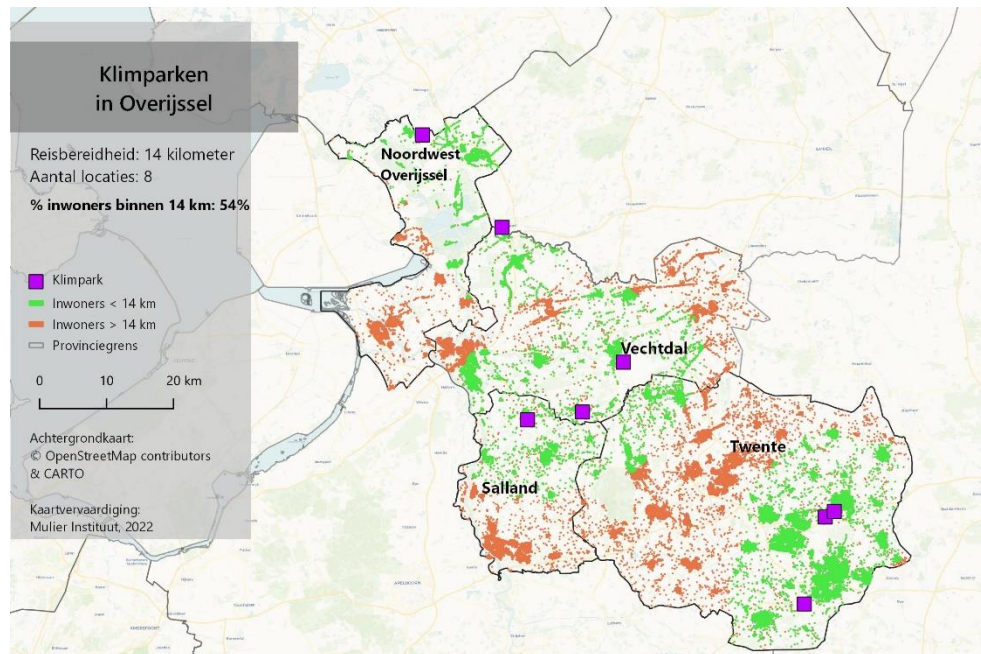 Klimparken
in Overijssel
Reisbereidheid: 14 kilometer
Aantal locaties: 8
% inwoners binnen 14 km: 54%
Klimpark
Inwoners < 14 km
Inwoners > 14 km
Provinciegrens
0 10 20 km
Achtergrondkaart:
© OpenStreetMap contributors
& CARTO
Kaartvervaardiging:
Mulier Instituut, 2022
Noordwest
Overijssel
Vechtdal
Twente
Salland